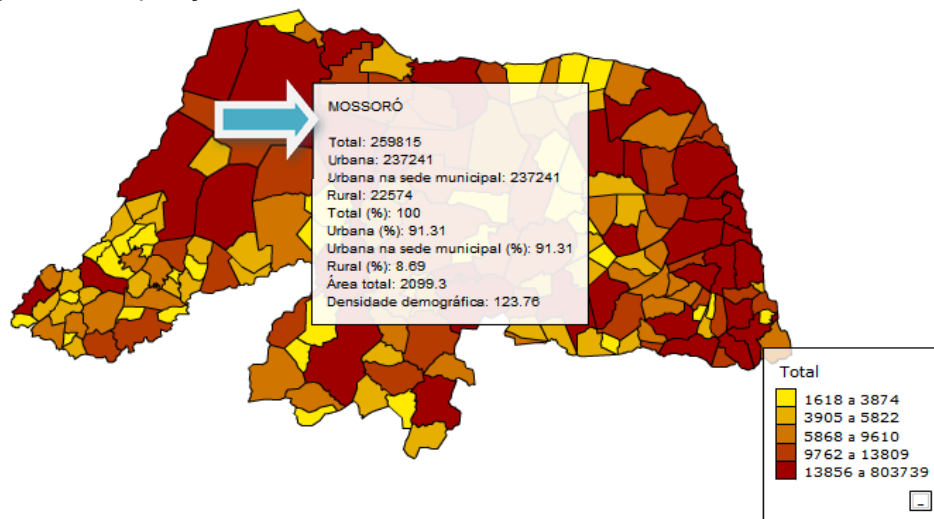 MOSSORÓ
Total: 259815
Urbana: 237241
Urbana na sede municipal: 237241
Rural: 22574
Total (%): 100
Urbana (%): 91.31
Urbana na sede municipal (%): 91.31
Rural (%): 8.69
Área total: 2099.3
Densidade demográfica: 123.76
Total
1618 a 3874
3905 a 5822
5868 a 9610
9762 a 13809
13856 a 803739